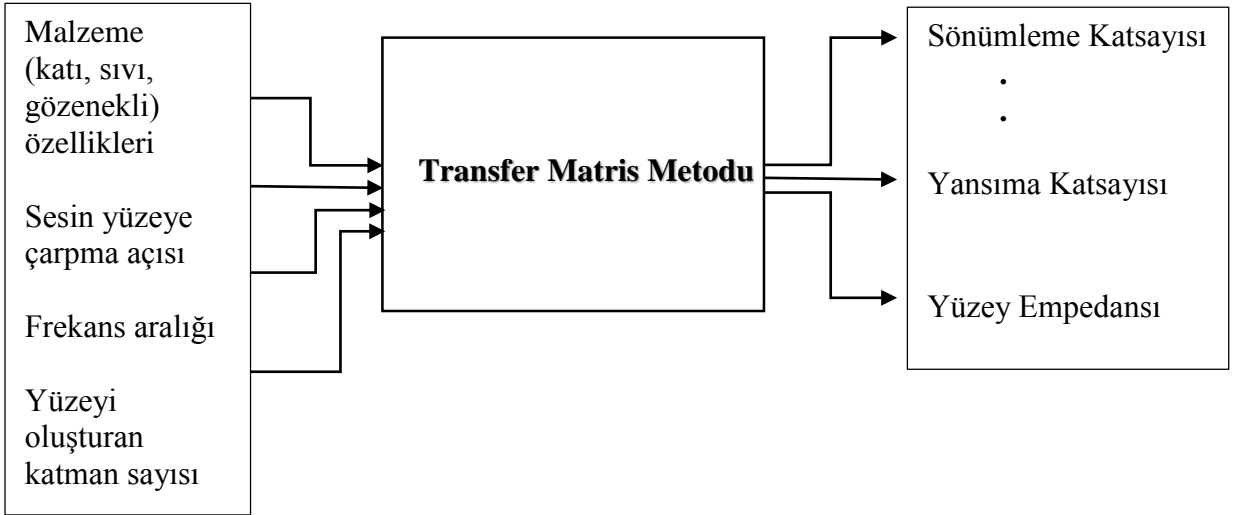 Malzeme
(katı, sıvı,
gözenekli)
özellikleri
Sesin yüzeye
çarpma açısı
Frekans aralığı
Yüzeyi
oluşturan
katman sayısı
Transfer Matris Metodu
Sönümleme Katsayısı
.
.
Yansıma Katsayısı
Yüzey Empedansı